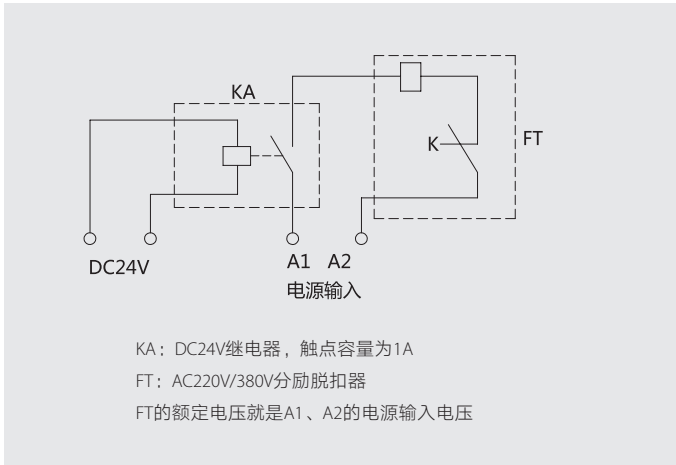 KA
K
FT
DC24V
A1 A2
电源输入
KA：DC24V继电器，触点容量为1A
FT：AC220V/380V分励脱扣器
FT的额定电压就是A1、A2的电源输入电压